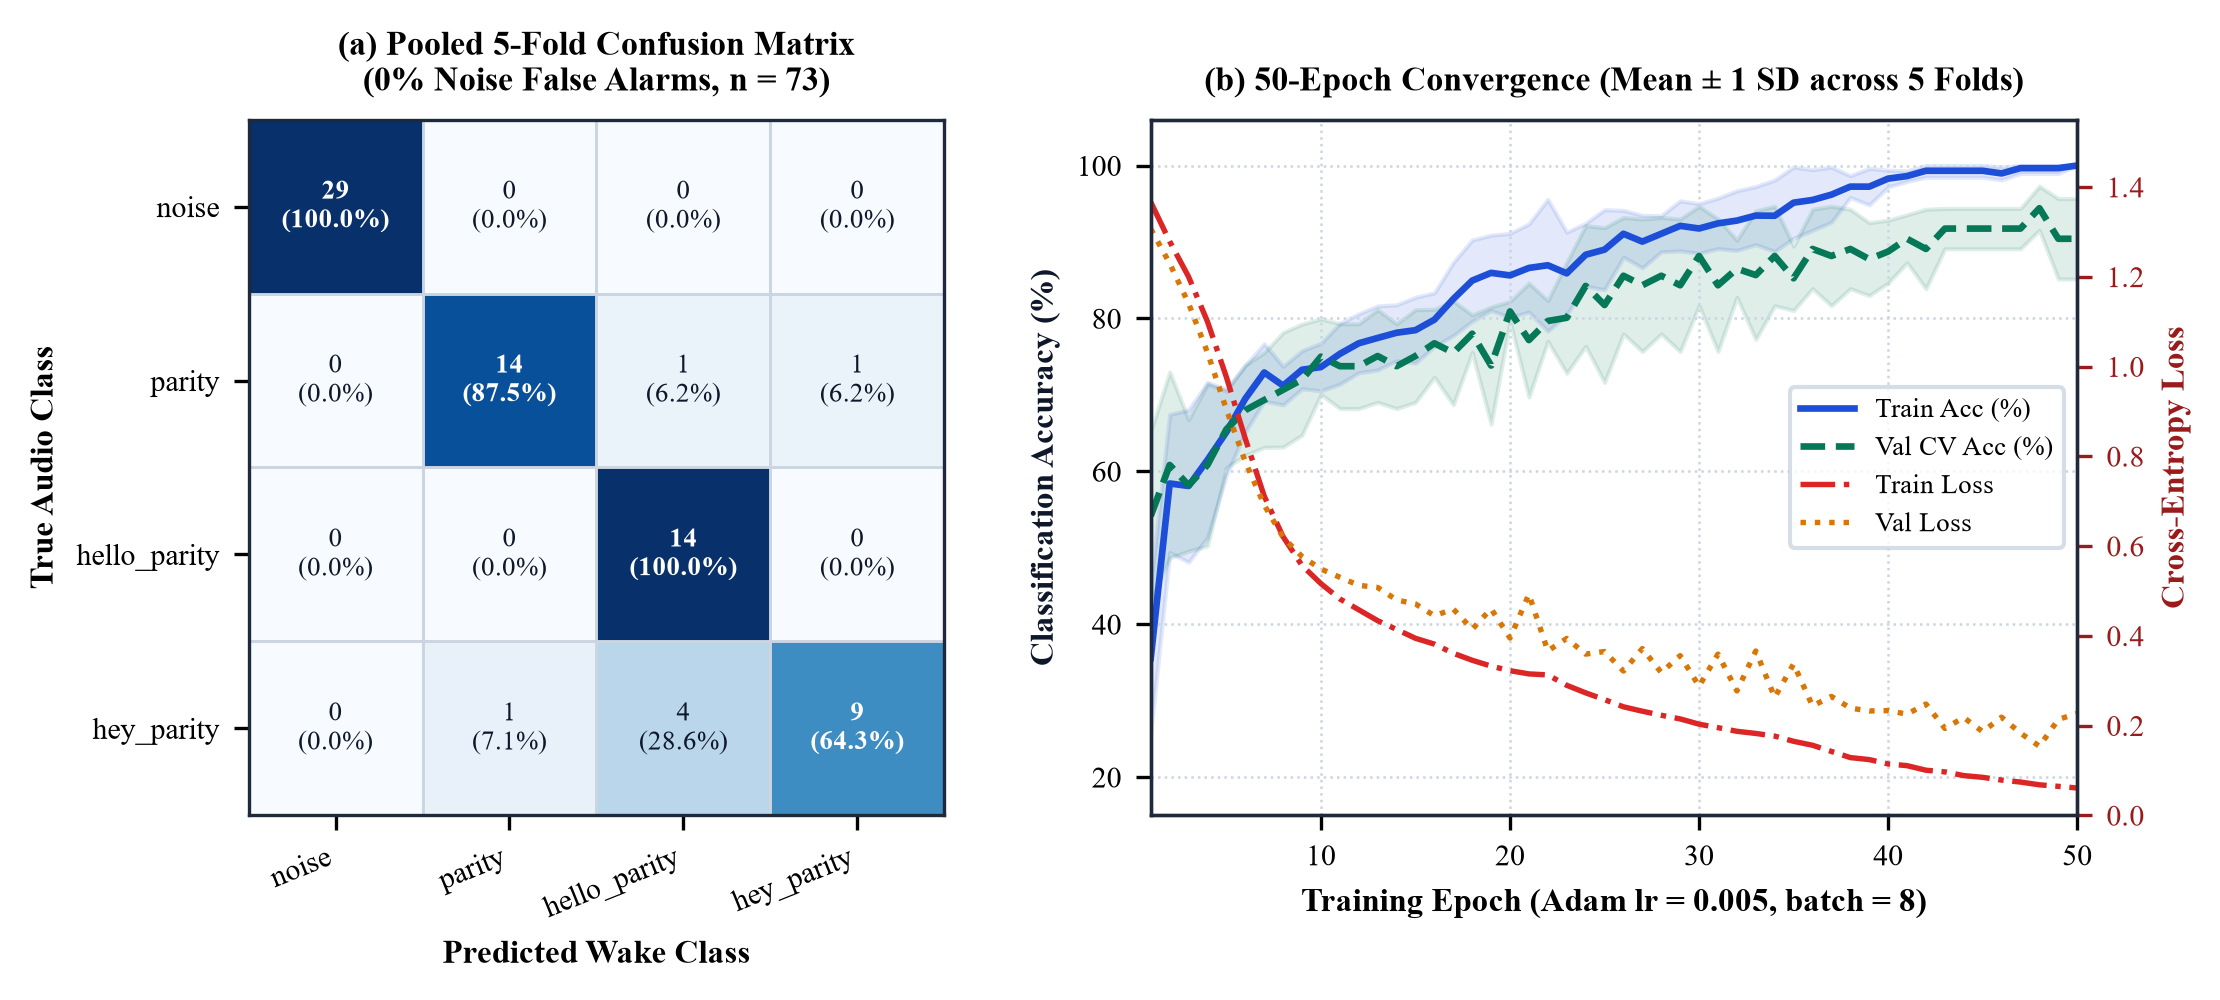 (a) Pooled 5-Fold Confusion Matrix
(0% Noise False Alarms, n = 73)
True Audio Class
noise
29
(100.0%)
0
(0.0%)
0
(0.0%)
0
(0.0%)
parity
0
(0.0%)
14
(87.5%)
1
(6.2%)
1
(6.2%)
hello_parity
0
(0.0%)
0
(0.0%)
14
(100.0%)
0
(0.0%)
hey_parity
0
(0.0%)
1
(7.1%)
4
(28.6%)
9
(64.3%)
noise
parity
hello_parity
hey_parity
Predicted Wake Class
(b) 50-Epoch Convergence (Mean ± 1 SD across 5 Folds)
Classification Accuracy (%)
100
80
60
40
20
Train Acc (%)
Val CV Acc (%)
Train Loss
Val Loss
1.4
1.2
1.0
0.8
0.6
0.4
0.2
0.0
Cross-Entropy Loss
10
20
30
40
50
Training Epoch (Adam lr = 0.005, batch = 8)